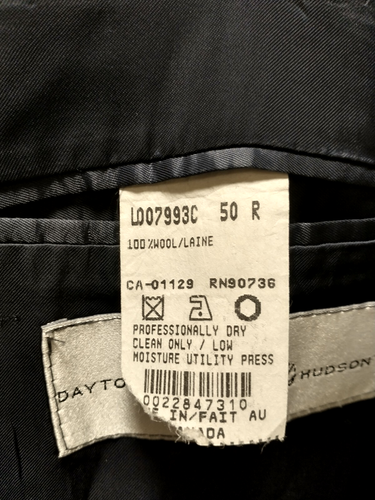 LD07993C 50 R
100%WOOL/LAINE
CA-01129 RN90736
PROFESSIONALLY DRY
CLEAN ONLY / LOW
MOISTURE UTILITY PRESS
DAYTO HUDSON
0022847310
IN/FAIT AU
NADA